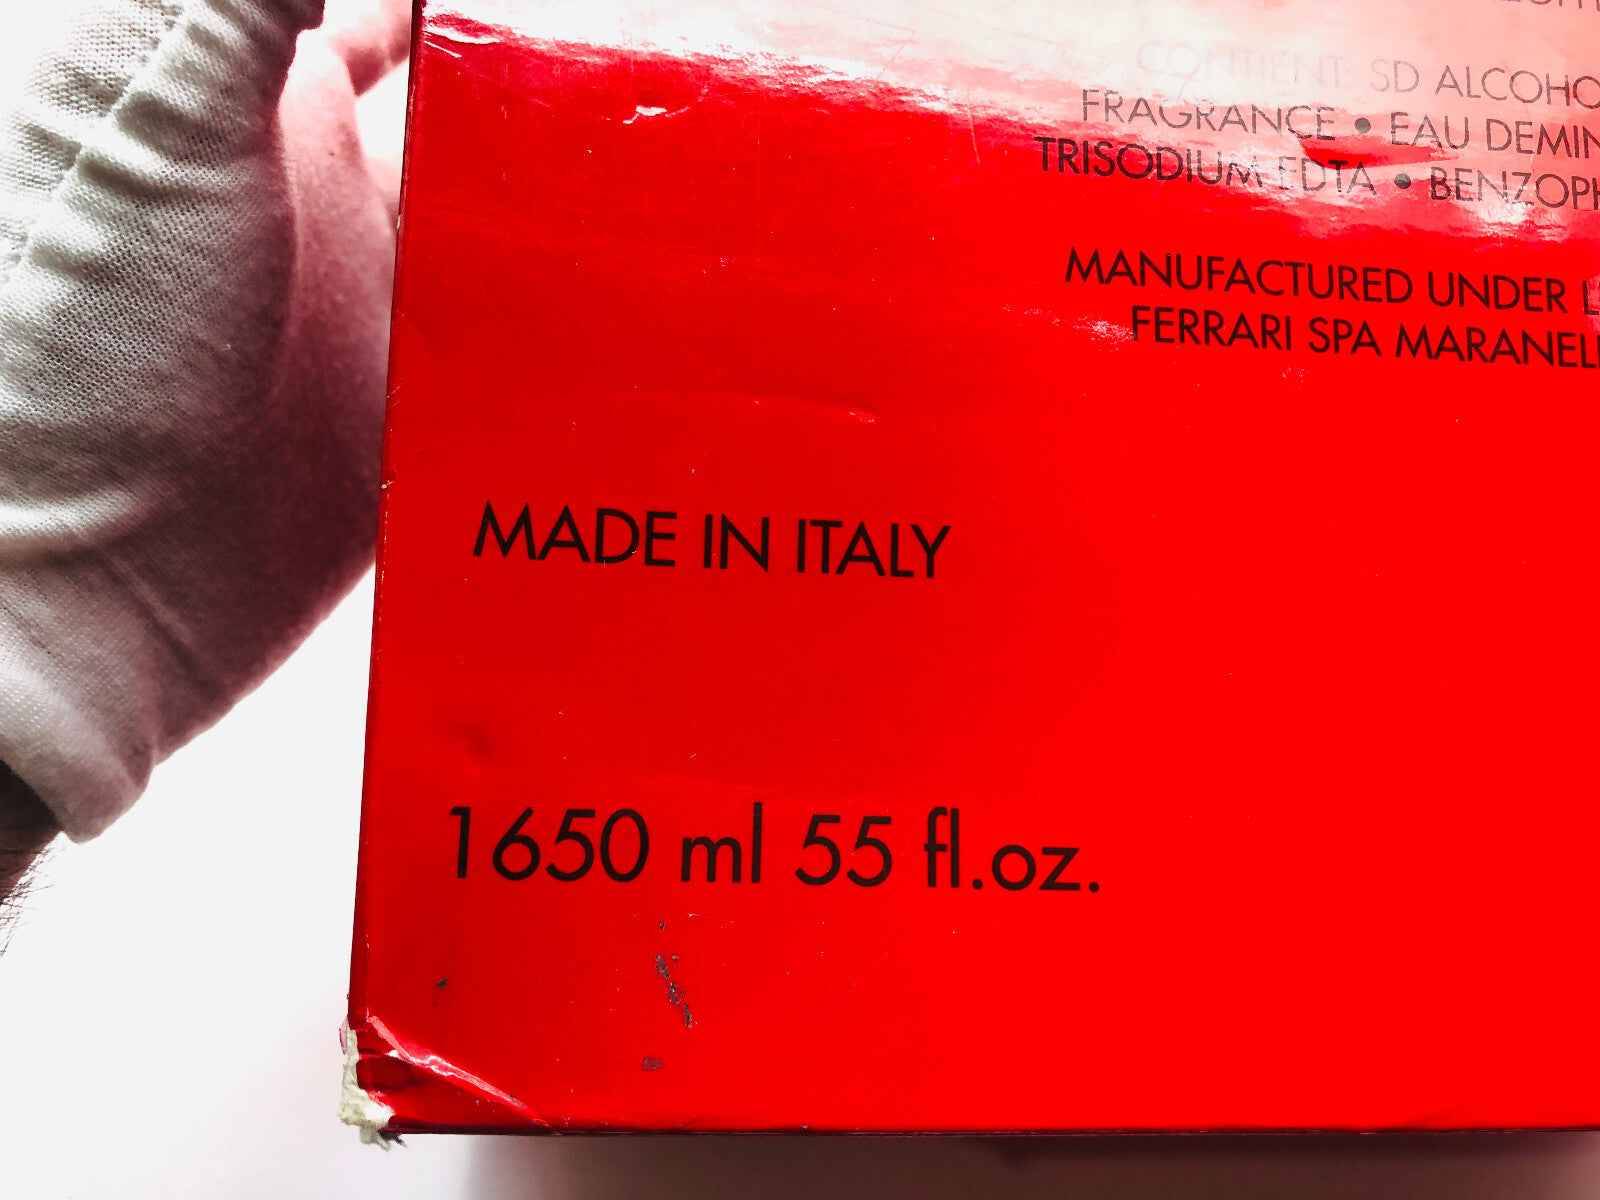 CONTIENT: SD ALCOHO
FRAGRANCE • EAU DEMIN
TRISODIUM EDTA • BENZOPH
MANUFACTURED UNDER L
FERRARI SPA MARANELL
MADE IN ITALY
1650 ml 55 fl.oz.